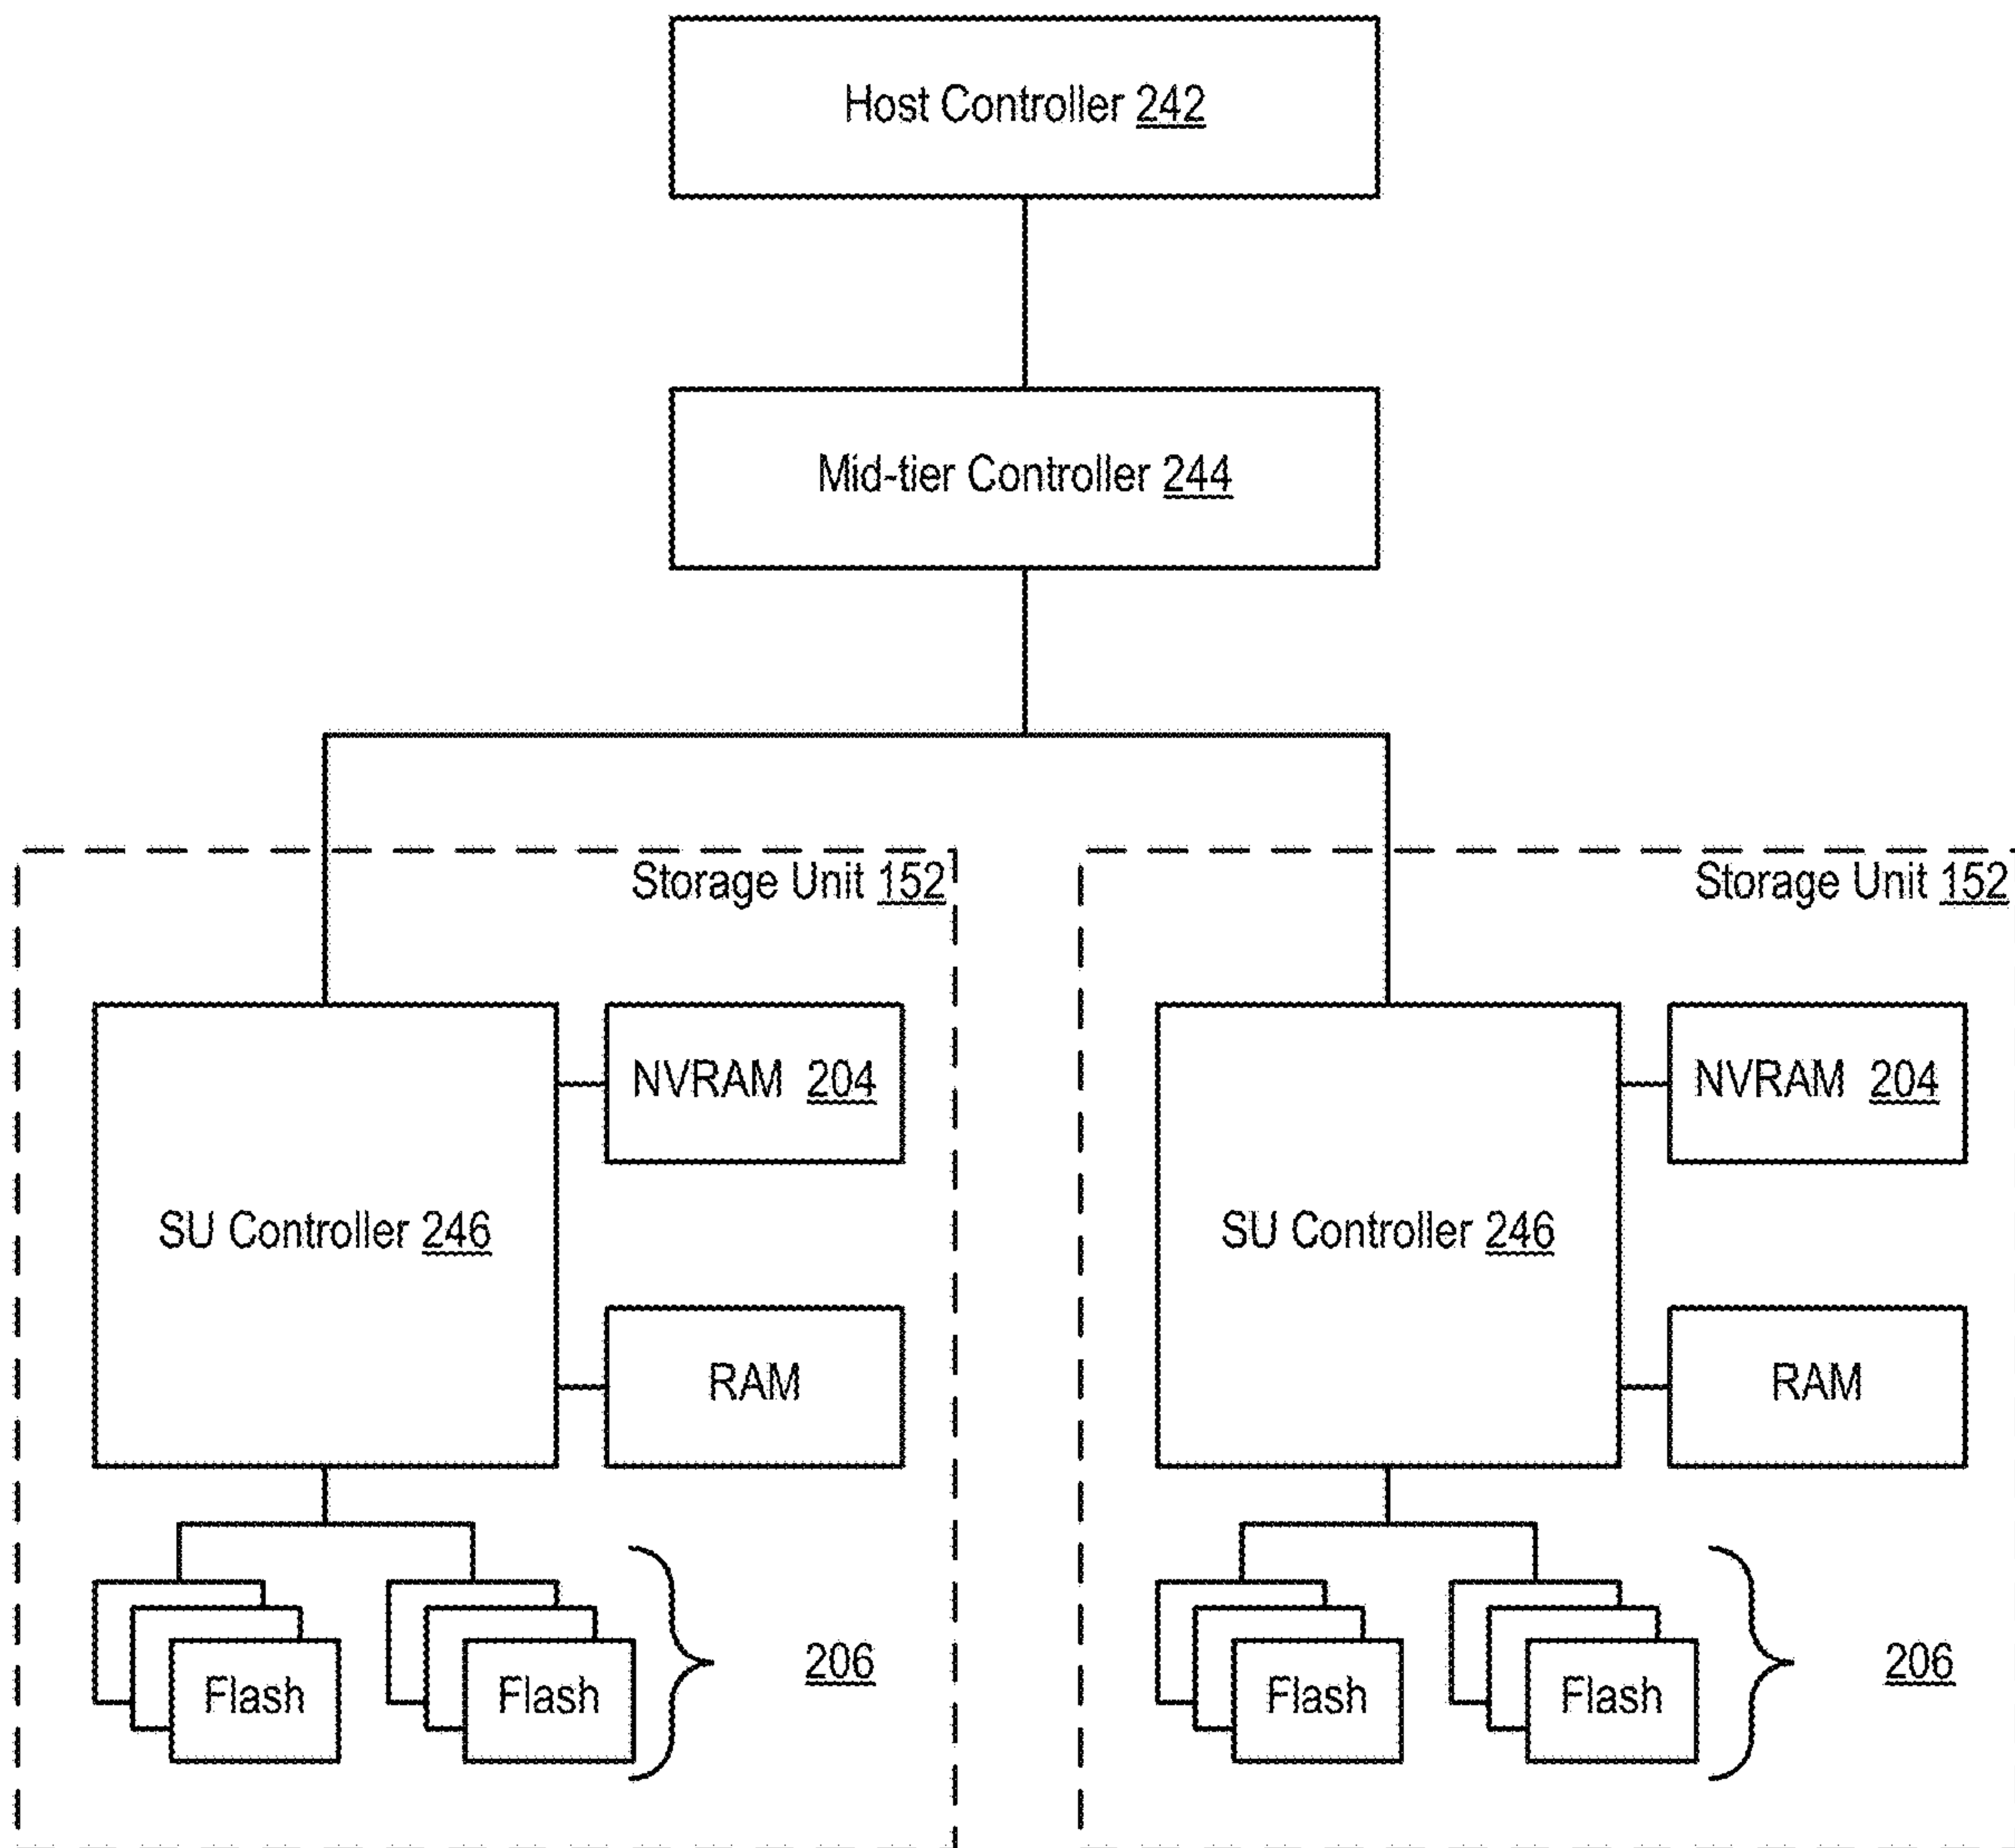 Host Controller 242
Mid-tier Controller 244
Storage Unit 152
SU Controller 246
NVRAM 204
RAM
Flash
Flash
206
Storage Unit 152
SU Controller 246
NVRAM 204
RAM
Flash
Flash
206